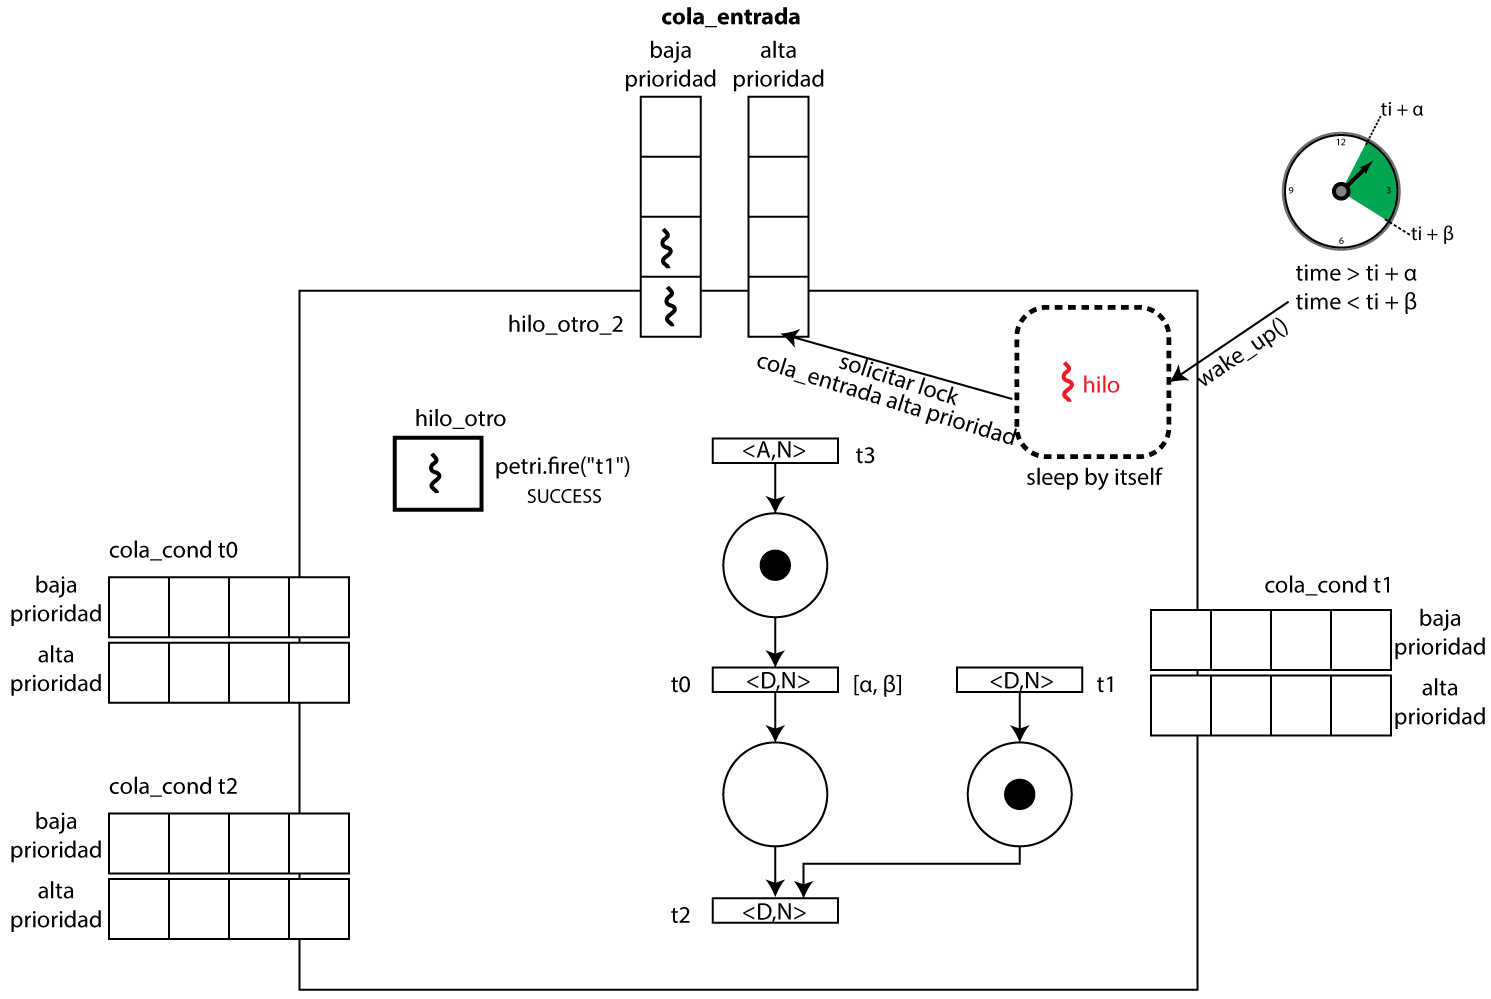 cola_entrada
baja
prioridad
alta
prioridad
ti + α
12
9
3
6
ti + β
time > ti + α
time < ti + β
hilo_otro_2
wake_up()
solicitar lock
cola_entrada alta prioridad
hilo
sleep by itself
hilo_otro
petri.fire("t1")
SUCCESS
<A,N>
t3
cola_cond t0
baja
prioridad
alta
prioridad
cola_cond t1
baja
prioridad
alta
prioridad
t0
<D,N>
[α, β]
<D,N>
t1
cola_cond t2
baja
prioridad
alta
prioridad
t2
<D,N>